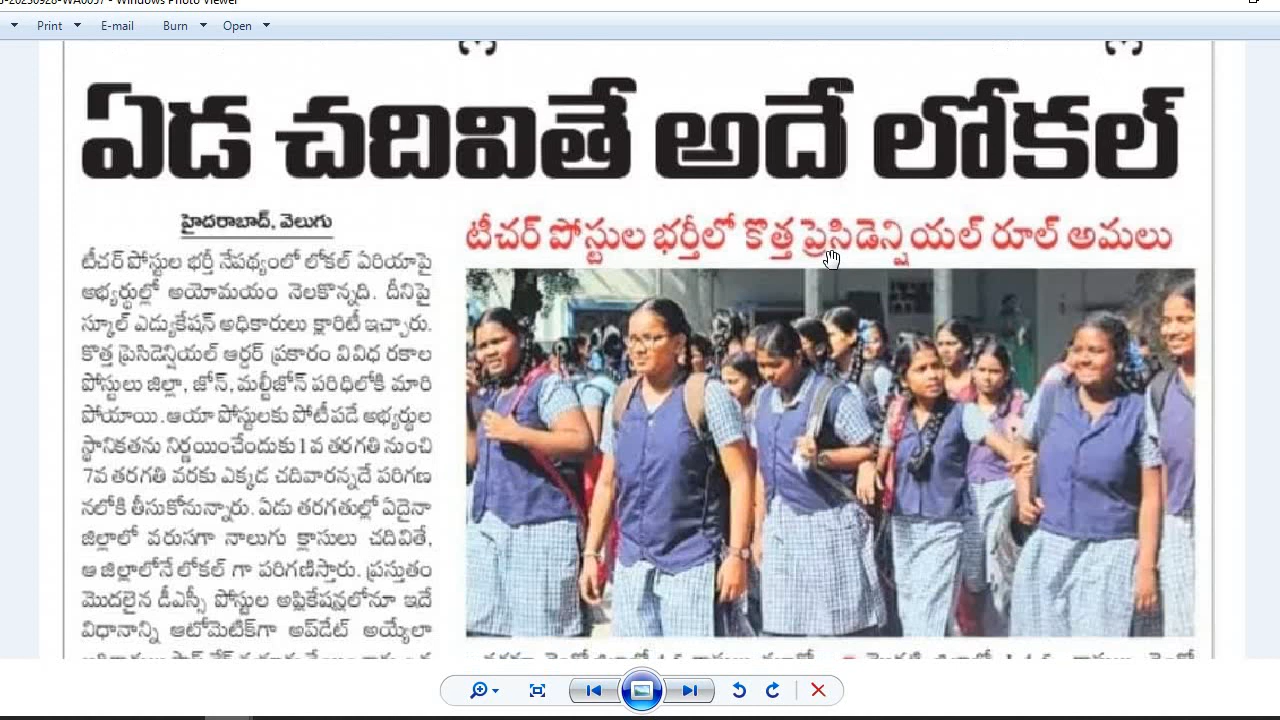 Print E-mail Burn Open
ఏడ చదివితే అదే లోకల్
హైదరాబాద్, వెలుగు
టీచర్ పోస్టుల భర్తీ నేపథ్యంలో లోకల్ ఏరియాపై
అభ్యర్థుల్లో అయోమయం నెలకొన్నది. దీనిపై
స్కూల్ ఎడ్యుకేషన్ అధికారులు క్లారిటీ ఇచ్చారు.
కొత్త ప్రెసిడెన్షియల్ ఆర్డర్ ప్రకారం వివిధ రకాల
పోస్టులు జిల్లా, జోన్, మల్టీజోన్ పరిధిలోకి మారి
పోయాయి. ఆయా పోస్టులకు పోటీ పడే అభ్యర్థుల
స్థానికతను నిర్ణయించేందుకు 1వ తరగతి నుంచి
7వ తరగతి వరకు ఎక్కడ చదివారన్నదే పరిగణ
నలోకి తీసుకోనున్నారు. ఏడు తరగతుల్లో ఏదైనా
జిల్లాలో వరుసగా నాలుగు క్లాసులు చదివితే,
ఆ జిల్లాలోనే లోకల్ గా పరిగణిస్తారు. ప్రస్తుతం
మొదలైన డీఎస్సీ పోస్టుల అప్లికేషన్లలోనూ ఇదే
విధానాన్ని ఆటోమెటిక్‌గా అప్‌డేట్ అయ్యేలా
టీచర్ పోస్టుల భర్తీలో కొత్త ప్రెసిడెన్షియల్ రూల్ అమలు